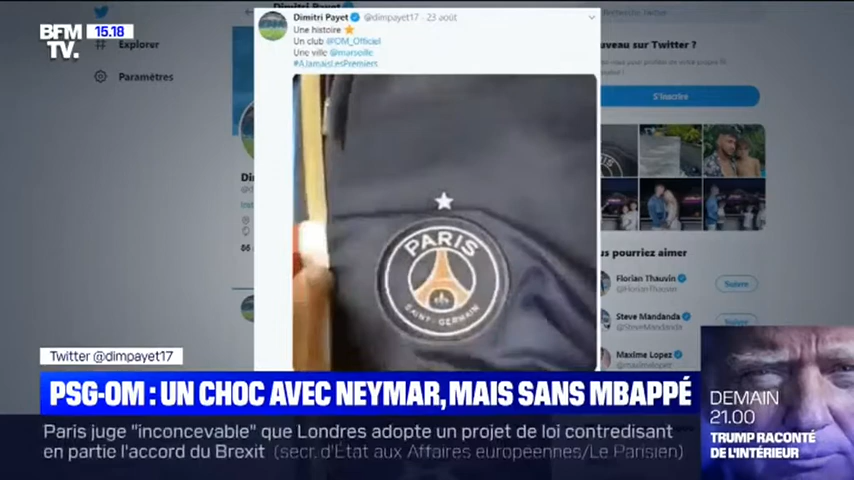 BFM
TV.
15.18
Explorer
Paramètres
Dimitri Payet @dimpayet17 · 23 août
Une histoire
Un club @OM_Officiel
Une ville @marseille
#AJamaisLesPremiers
PARIS
SAINT-GERMAIN
Recherche Twitter
uveau sur Twitter ?
S'inscrire
us pourriez aimer
Florian Thauvin
@FlorianThauvin
Suivre
Steve Mandanda
@SteveMandanda
Suivre
Maxime Lopez
Twitter @dimpayet17
PSG-OM : UN CHOC AVEC NEYMAR, MAIS SANS MBAPPÉ
Paris juge "inconcevable" que Londres adopte un projet de loi contredisant
en partie l'accord du Brexit (secr. d'État aux Affaires européennes/Le Parisien)
DEMAIN
21.00
TRUMP RACONTÉ
DE L'INTÉRIEUR